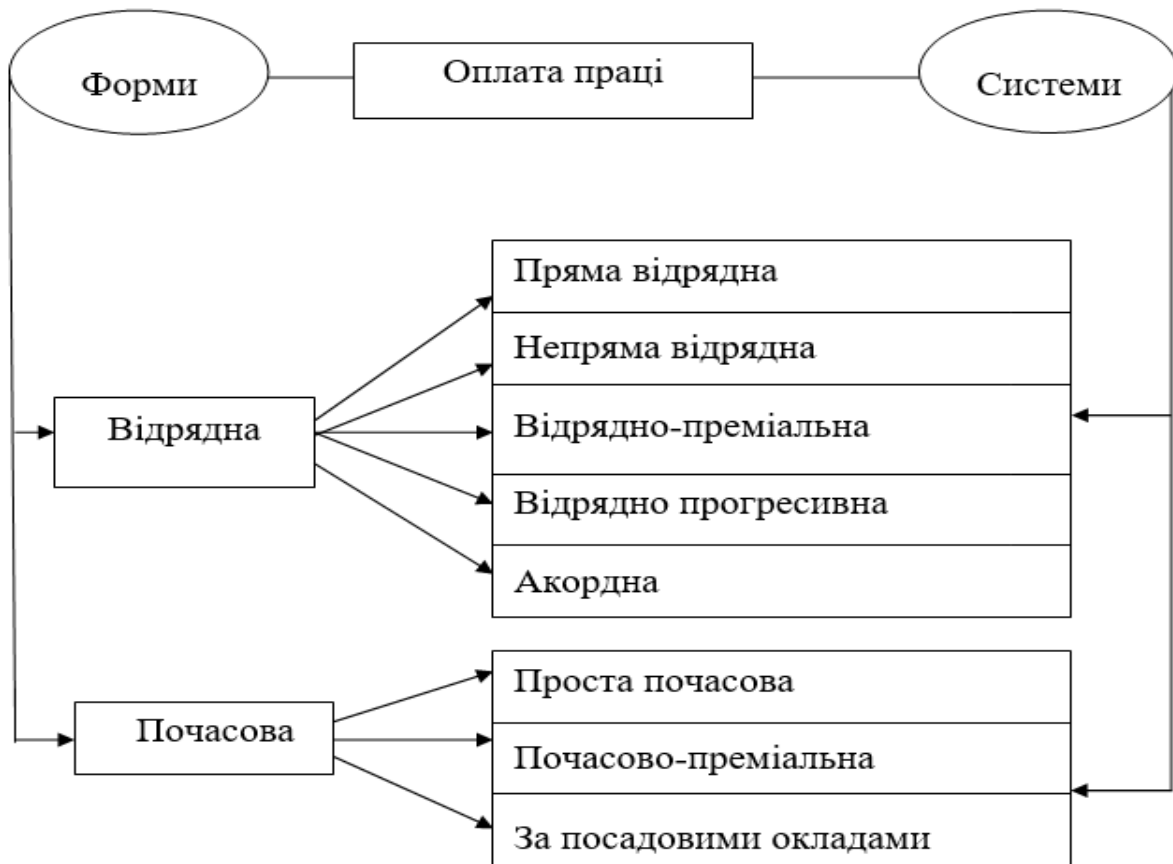 Форми
Оплата праці
Системи
Пряма відрядна
Непряма відрядна
Відрядна
Відрядно-преміальна
Відрядно прогресивна
Акордна
Проста почасова
Почасова
Почасово-преміальна
За посадовими окладами